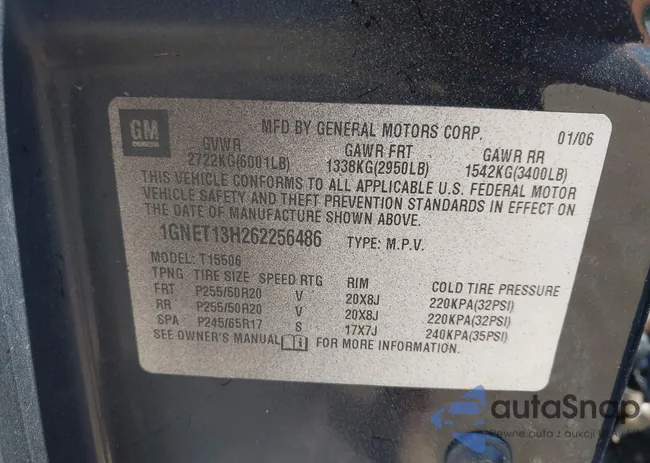 GM
MFD BY GENERAL MOTORS CORP. 01/06
GVWR GAWR FRT GAWR RR
2722KG(6001LB) 1338KG(2950LB) 1542KG(3400LB)
THIS VEHICLE CONFORMS TO ALL APPLICABLE U.S. FEDERAL MOTOR
VEHICLE SAFETY AND THEFT PREVENTION STANDARDS IN EFFECT ON
THE DATE OF MANUFACTURE SHOWN ABOVE.
1GNET13H262256486 TYPE: M.P.V.
MODEL: T15506
TPNG TIRE SIZE SPEED RTG RIM COLD TIRE PRESSURE
FRT P255/50R20 V 20X8J 220KPA(32PSI)
RR P255/50R20 V 20X8J 220KPA(32PSI)
SPA P245/65R17 S 17X7J 240KPA(35PSI)
SEE OWNER'S MANUAL FOR MORE INFORMATION.
autaSnap
Pewne auta z aukcji